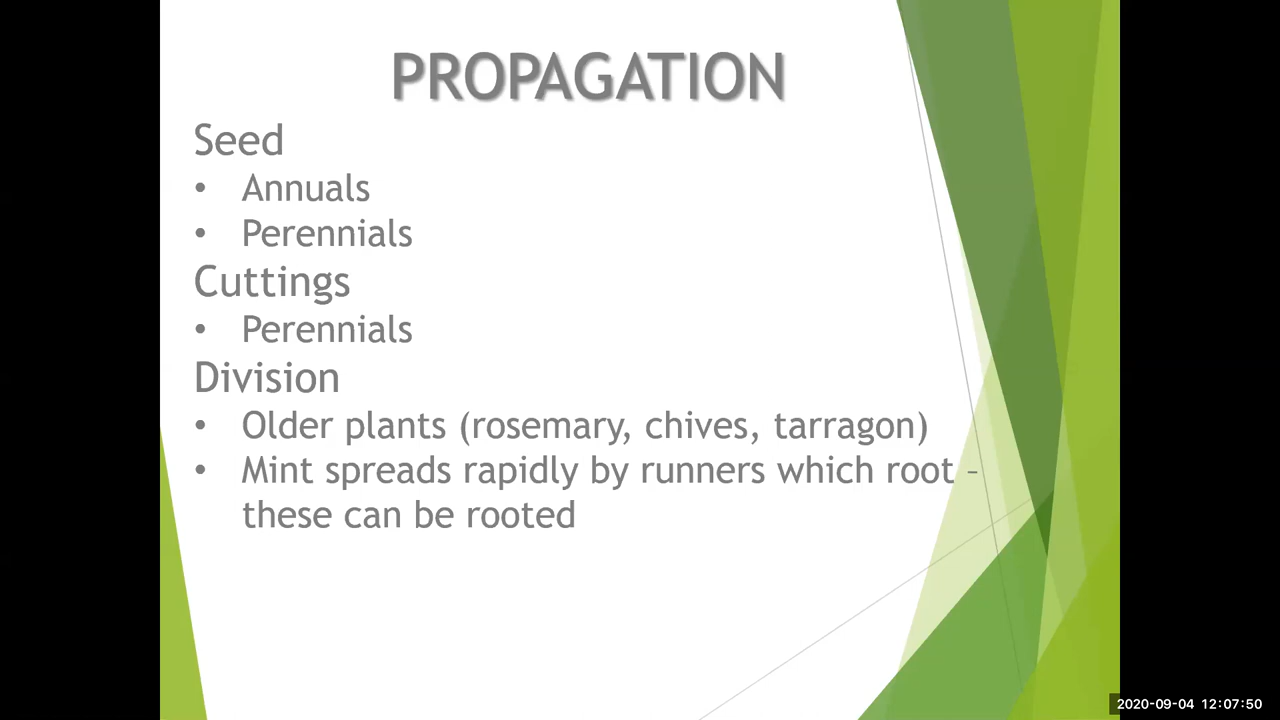 PROPAGATION
Seed
• Annuals
• Perennials
Cuttings
• Perennials
Division
• Older plants (rosemary, chives, tarragon)
• Mint spreads rapidly by runners which root –
these can be rooted
2020-09-04 12:07:50